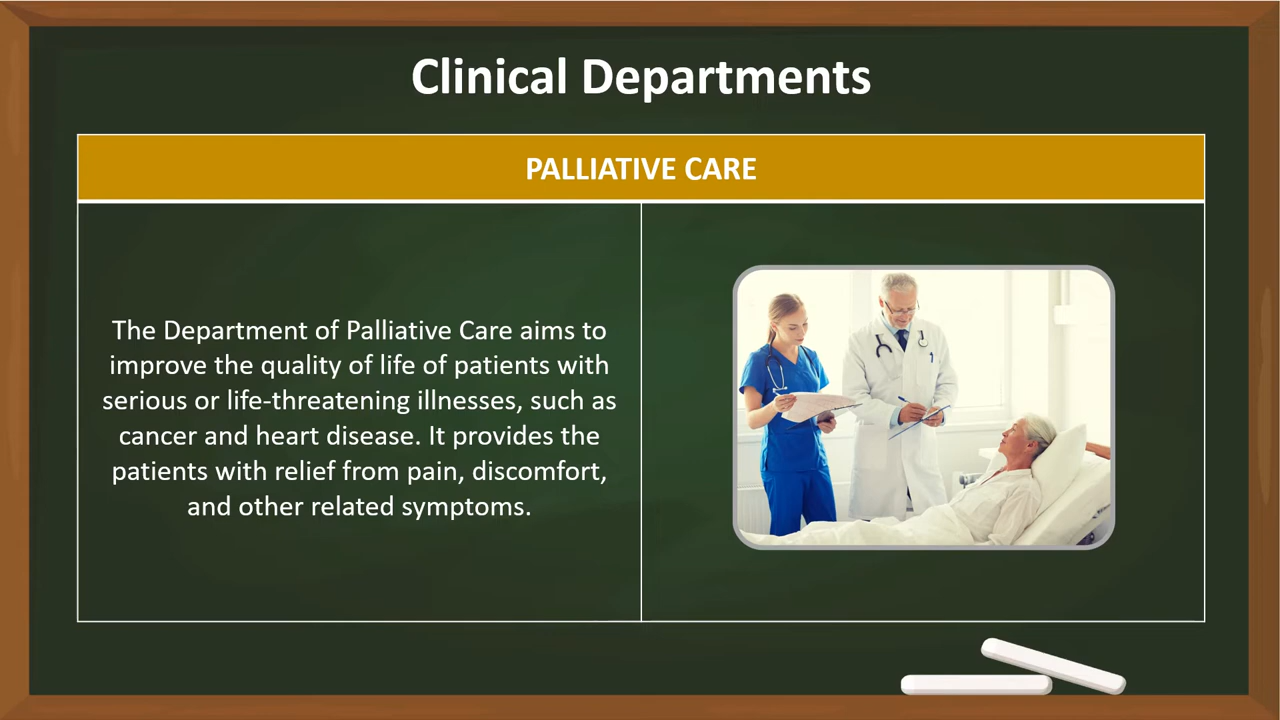 Clinical Departments
PALLIATIVE CARE
The Department of Palliative Care aims to
improve the quality of life of patients with
serious or life-threatening illnesses, such as
cancer and heart disease. It provides the
patients with relief from pain, discomfort,
and other related symptoms.